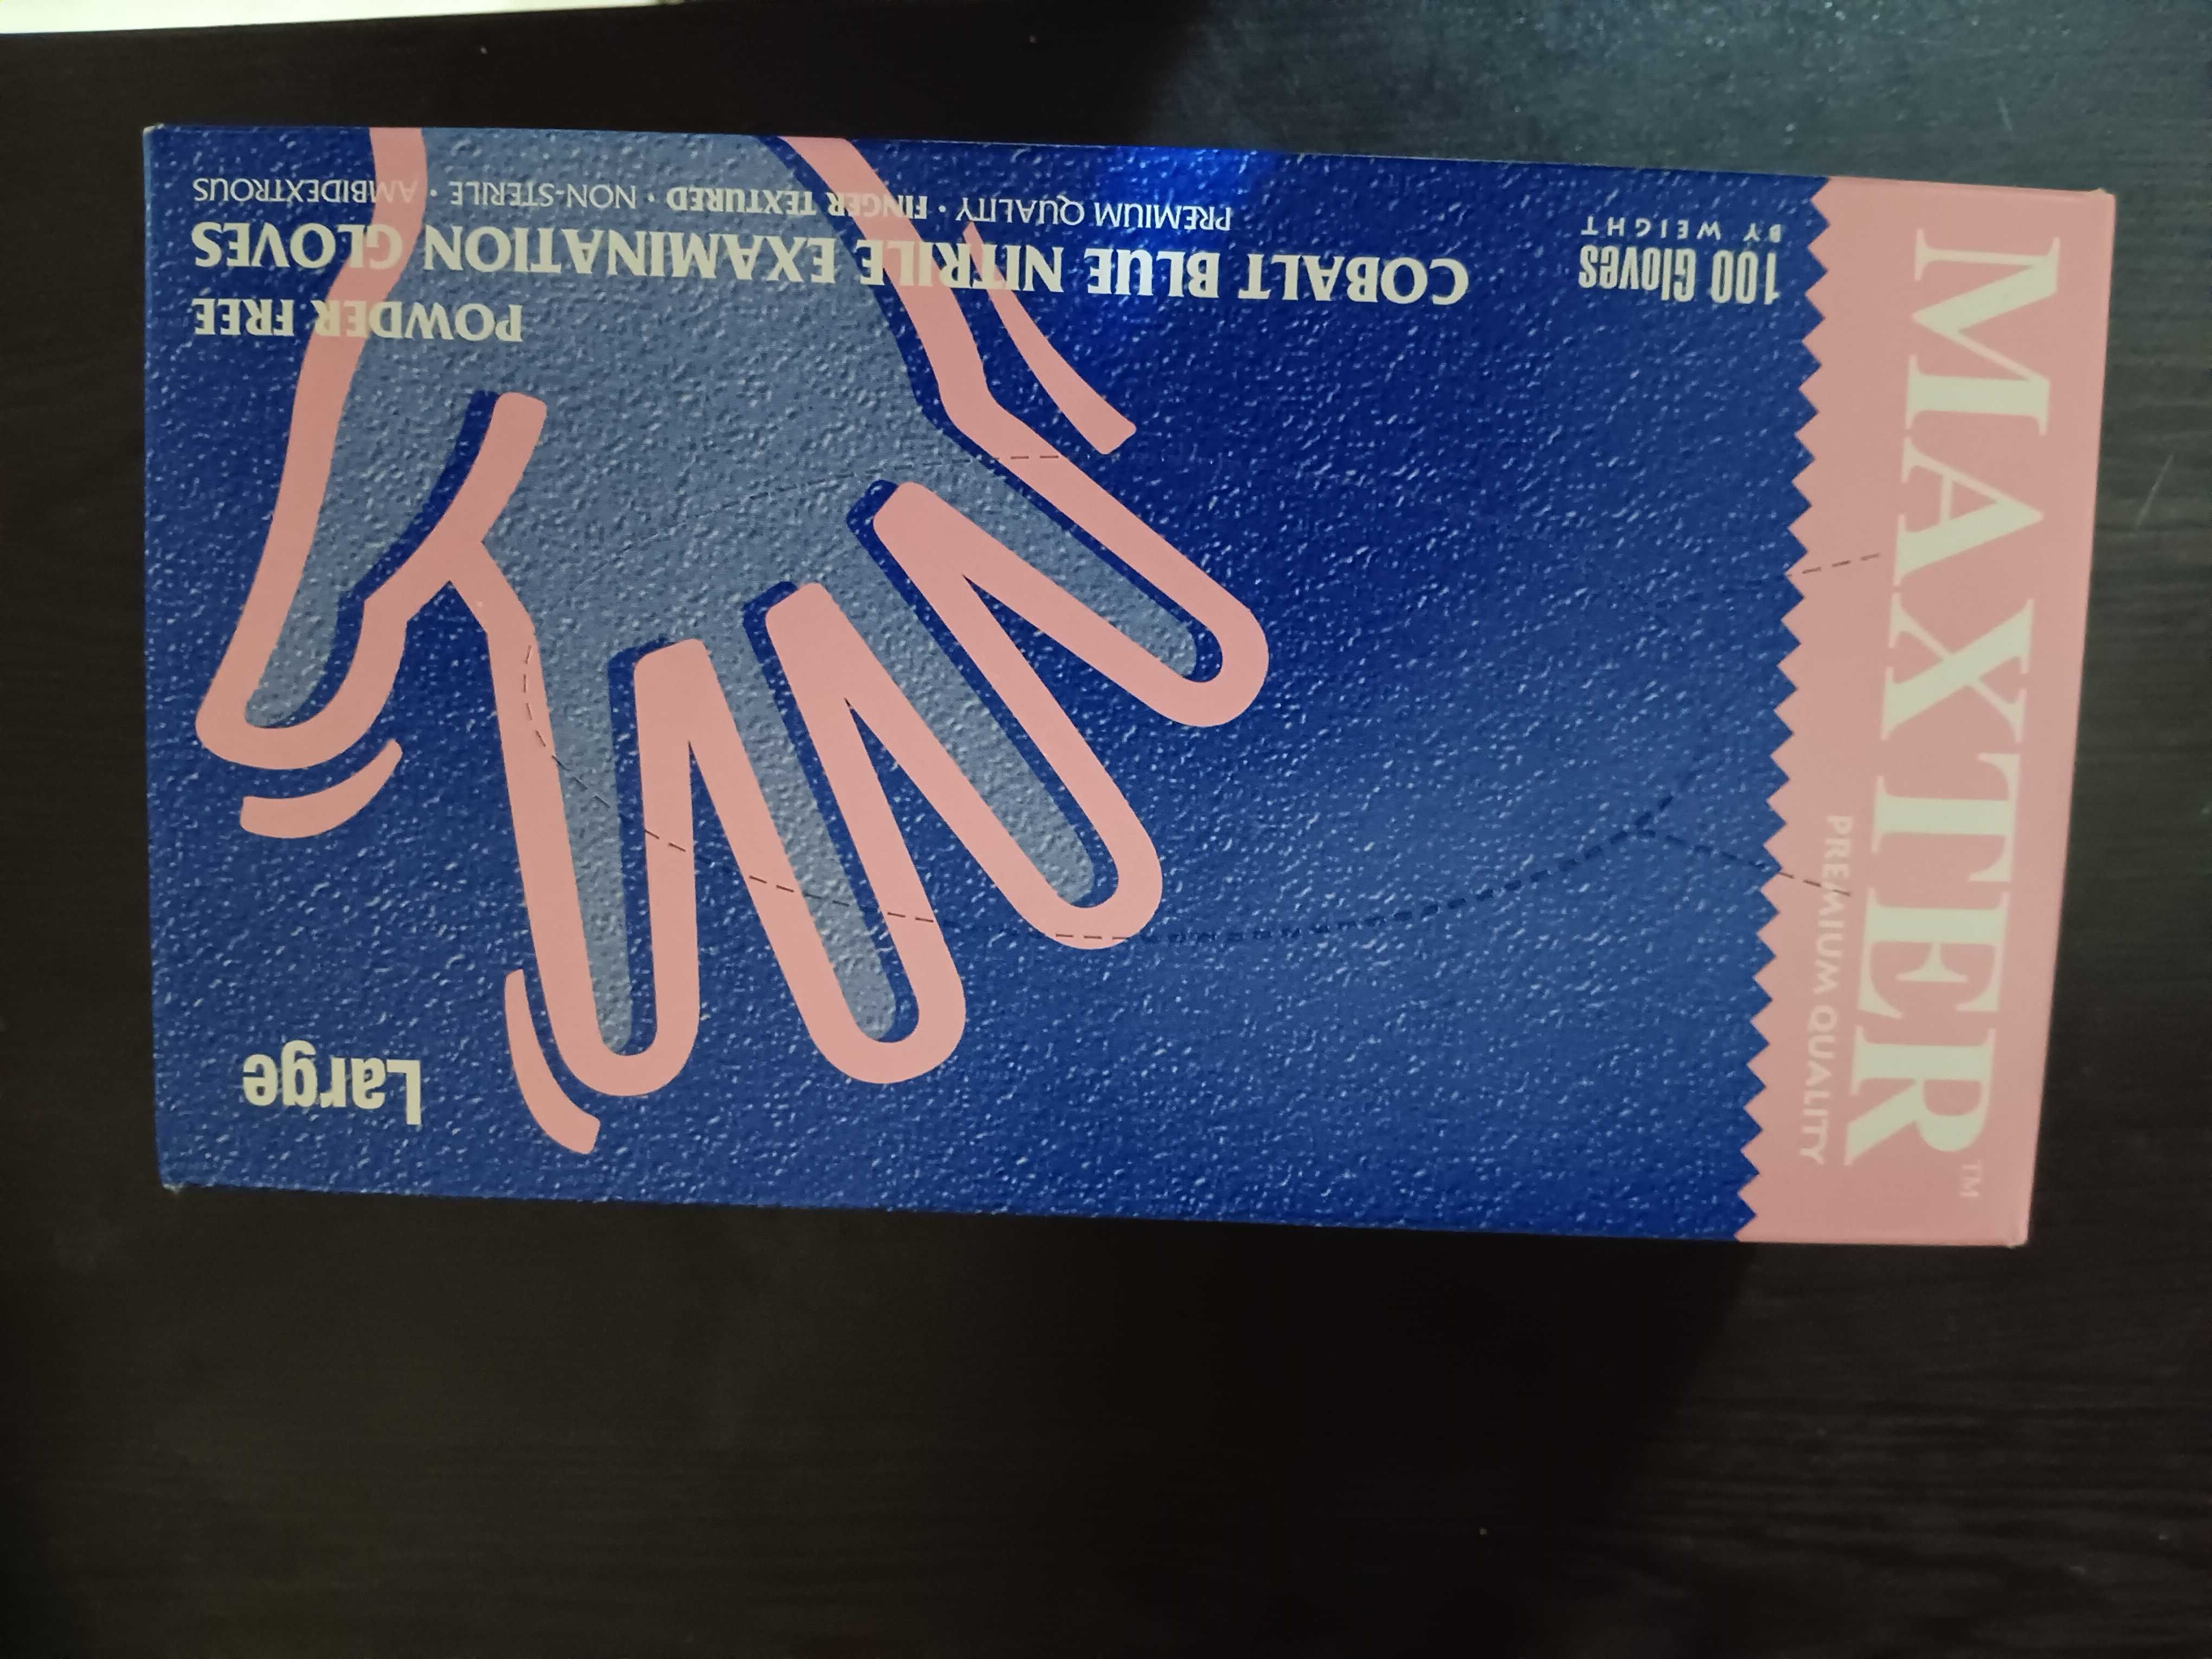 MAXTER™
PREMIUM QUALITY
Large
POWDER FREE
COBALT BLUE NITRILE EXAMINATION GLOVES
PREMIUM QUALITY • FINGER TEXTURED • NON-STERILE • AMBIDEXTROUS
100 Gloves
BY WEIGHT